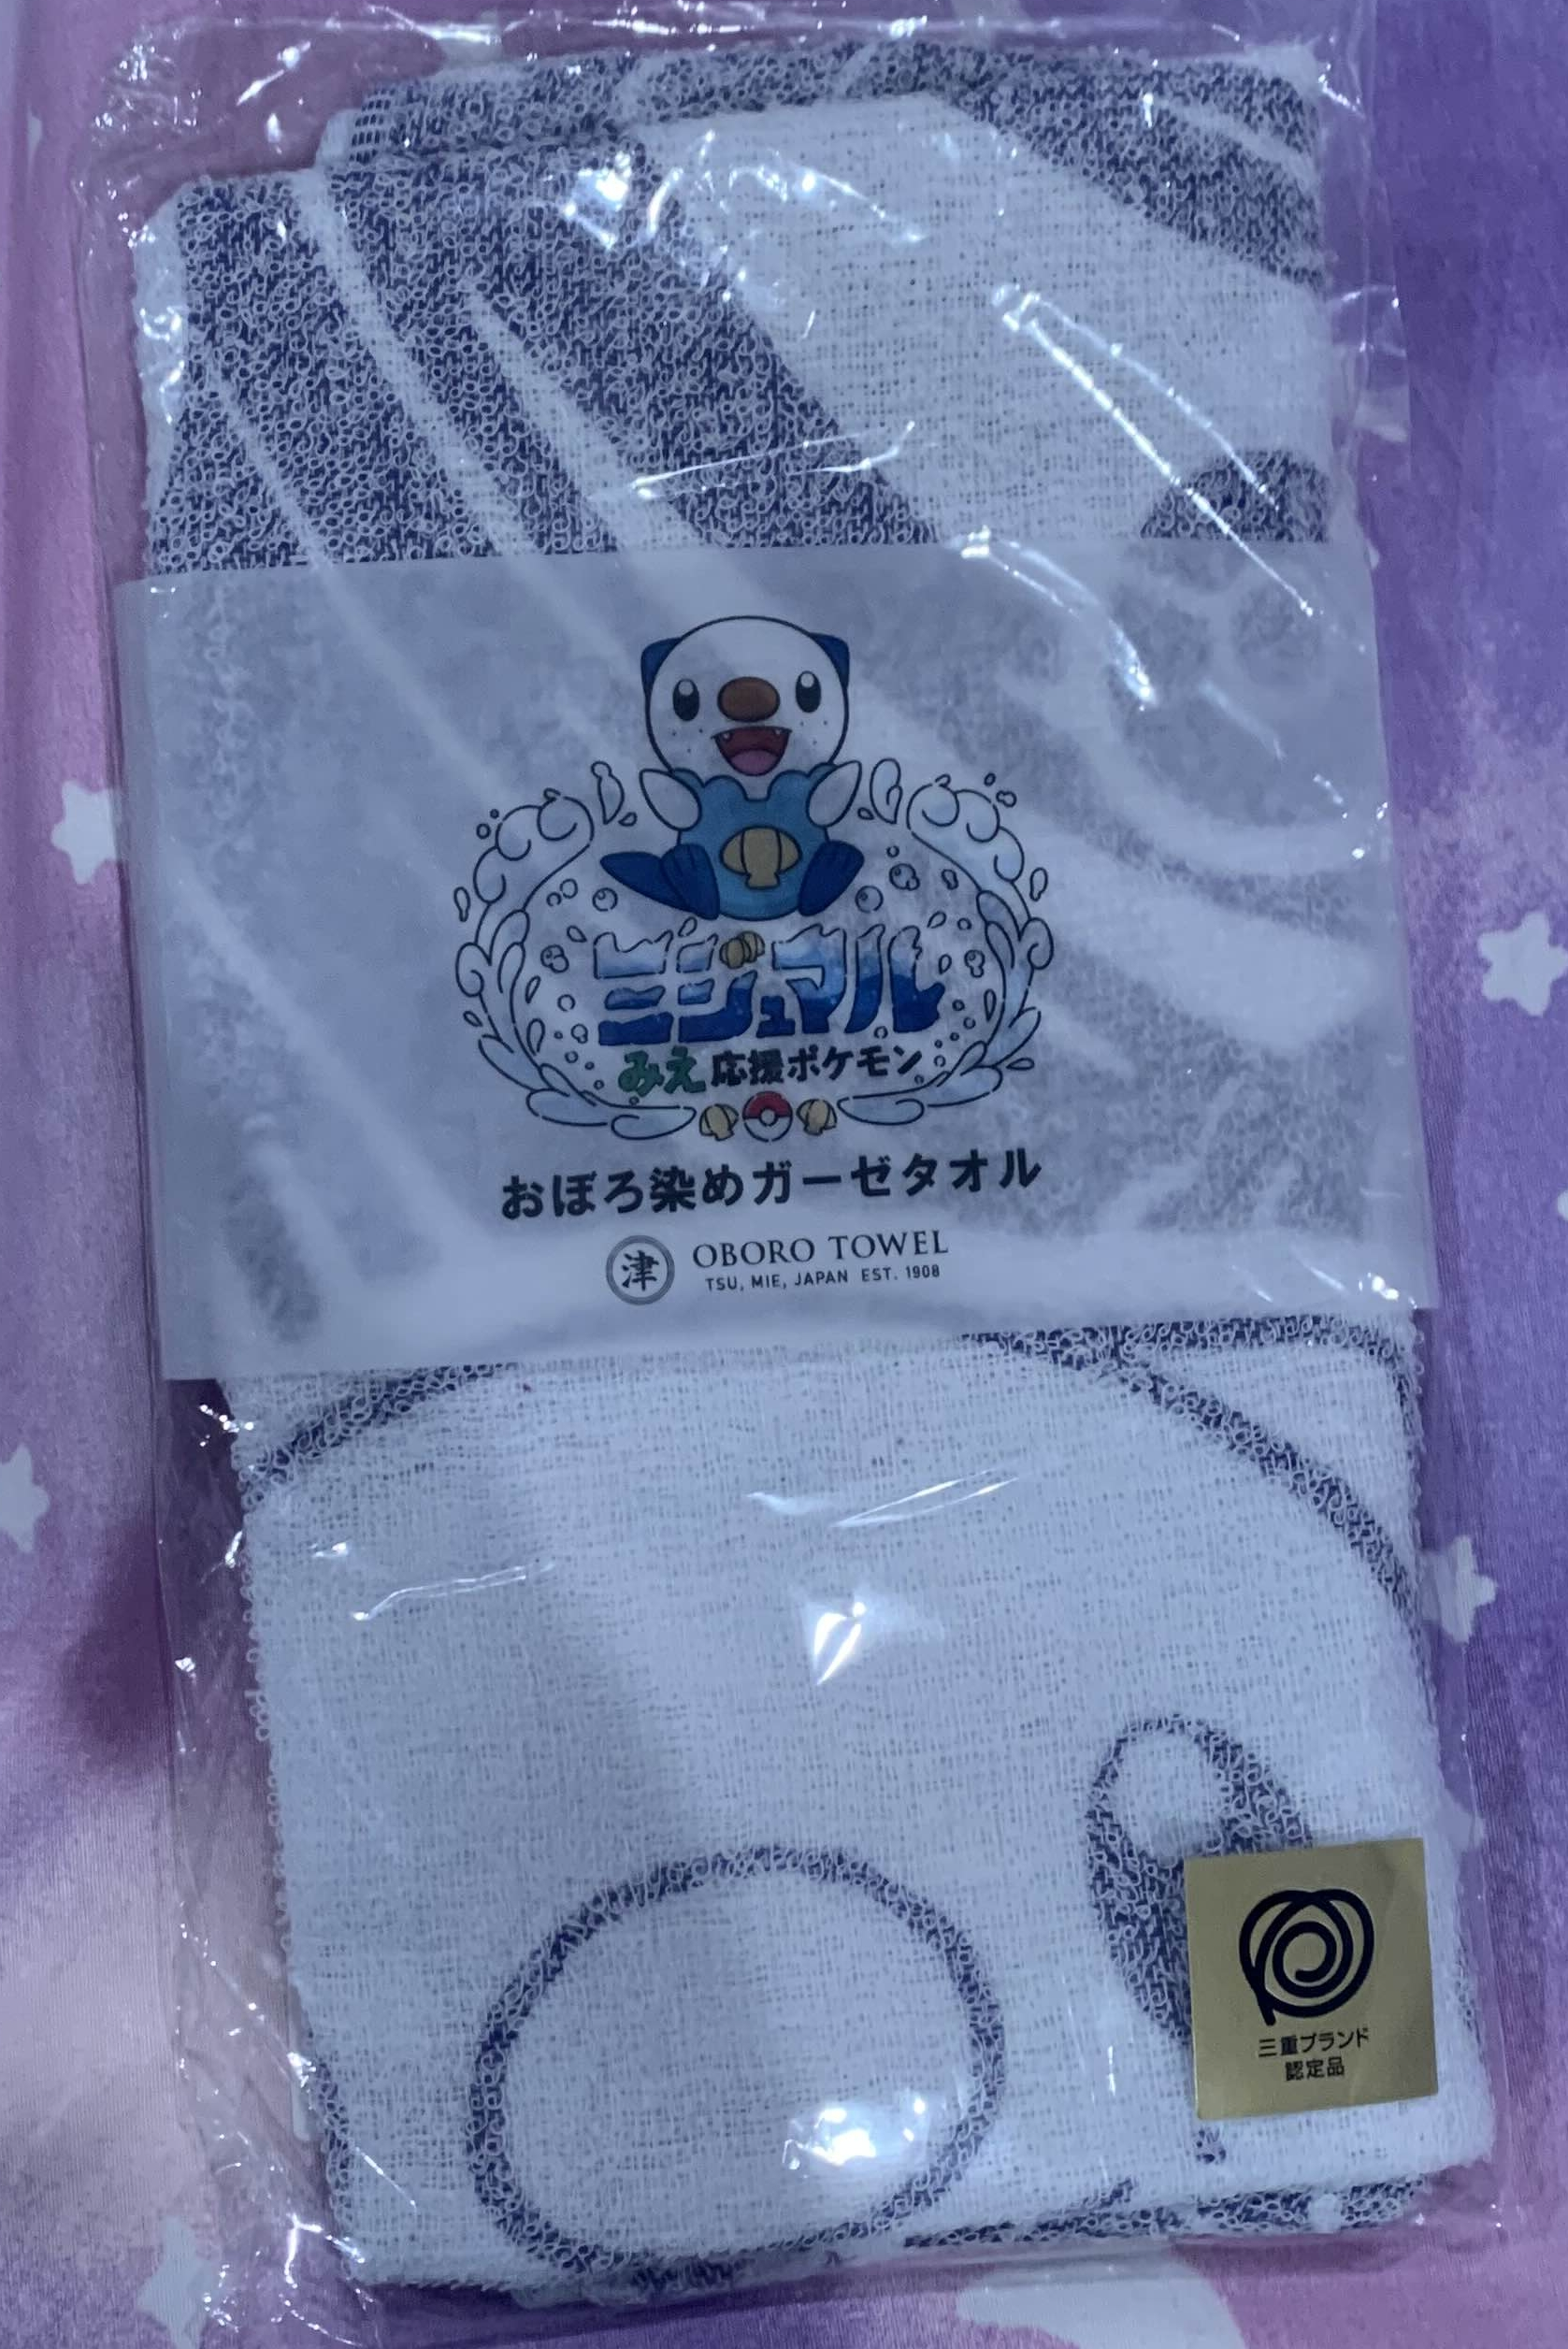 ミジュマル
みえ応援ポケモン
おぼろ染めガーゼタオル
津 OBORO TOWEL
TSU, MIE, JAPAN EST. 1908
三重ブランド
認定品